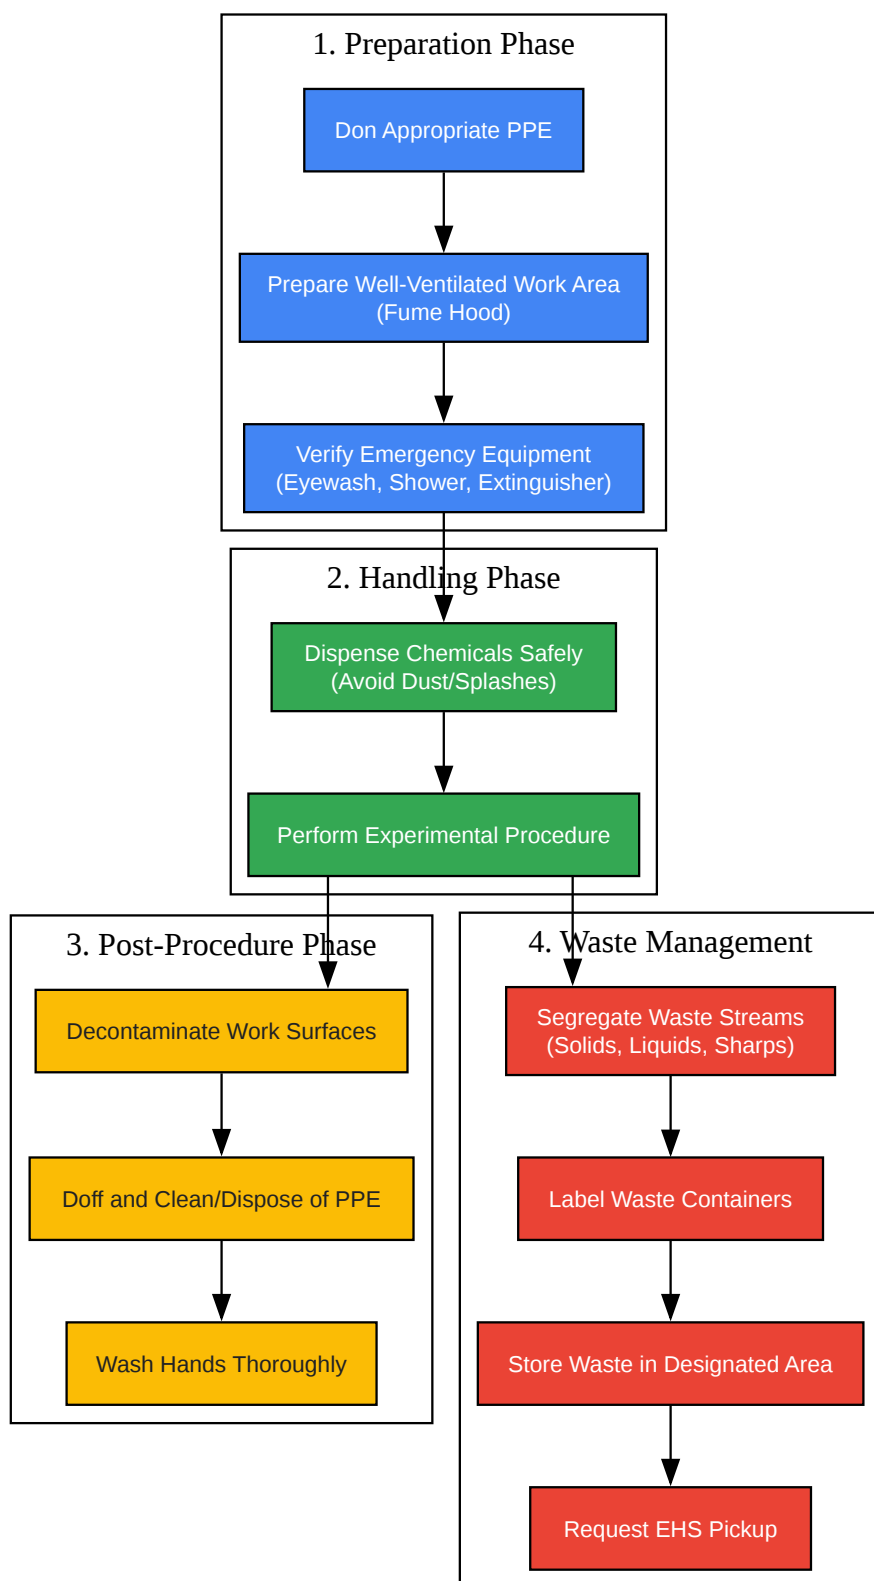 1. Preparation Phase
Don Appropriate PPE
Prepare Well-Ventilated Work Area
(Fume Hood)
Verify Emergency Equipment
(Eyewash, Shower, Extinguisher)
2. Handling Phase
Dispense Chemicals Safely
(Avoid Dust/Splashes)
Perform Experimental Procedure
3. Post-Procedure Phase
Decontaminate Work Surfaces
Doff and Clean/Dispose of PPE
Wash Hands Thoroughly
4. Waste Management
Segregate Waste Streams
(Solids, Liquids, Sharps)
Label Waste Containers
Store Waste in Designated Area
Request EHS Pickup